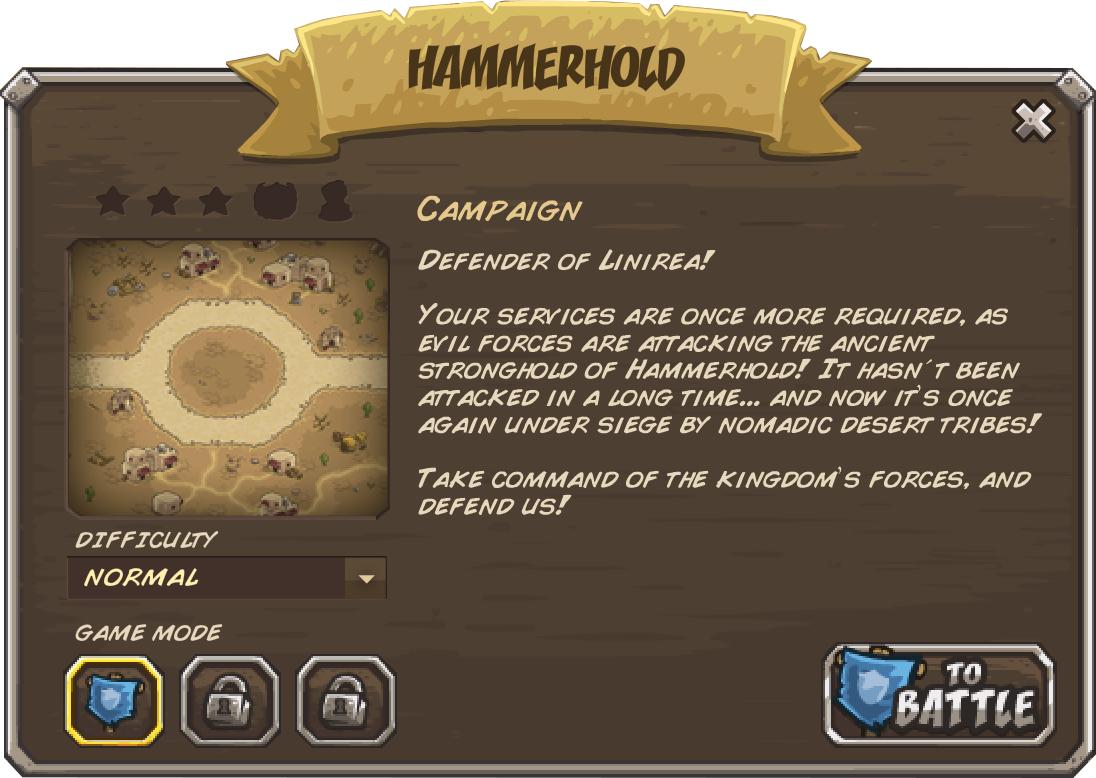 HAMMERHOLD
CAMPAIGN
DEFENDER OF LINIREA!
YOUR SERVICES ARE ONCE MORE REQUIRED, AS
EVIL FORCES ARE ATTACKING THE ANCIENT
STRONGHOLD OF HAMMERHOLD! IT HASN´T BEEN
ATTACKED IN A LONG TIME... AND NOW IT'S ONCE
AGAIN UNDER SIEGE BY NOMADIC DESERT TRIBES!
TAKE COMMAND OF THE KINGDOM'S FORCES, AND
DEFEND US!
DIFFICULTY
NORMAL
GAME MODE
TO
BATTLE